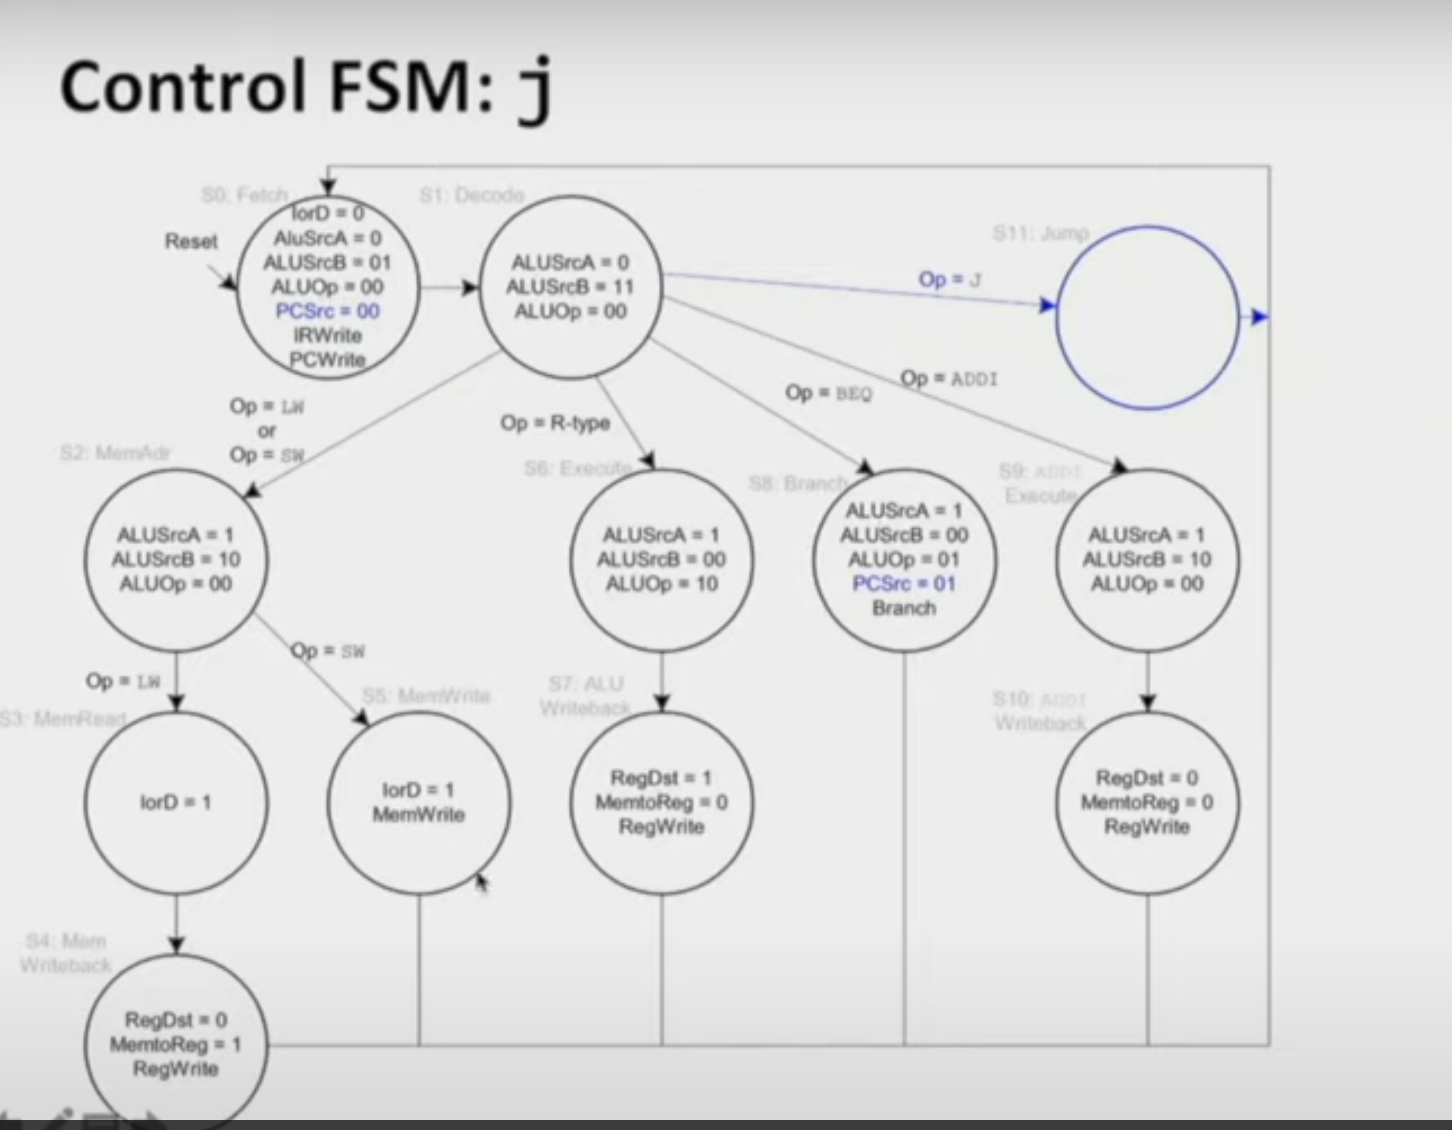 Control FSM: j
S0: Fetch
S1: Decode
Reset
IorD = 0
AluSrcA = 0
ALUSrcB = 01
ALUOp = 00
PCSrc = 00
IRWrite
PCWrite
ALUSrcA = 0
ALUSrcB = 11
ALUOp = 00
S11: Jump
Op = J
Op = LW
or
Op = SW
Op = R-type
Op = BEQ
Op = ADDI
S2: MemAdr
ALUSrcA = 1
ALUSrcB = 10
ALUOp = 00
S6: Execute
ALUSrcA = 1
ALUSrcB = 00
ALUOp = 10
S8: Branch
ALUSrcA = 1
ALUSrcB = 00
ALUOp = 01
PCSrc = 01
Branch
S9: ADDI
Execute
ALUSrcA = 1
ALUSrcB = 10
ALUOp = 00
Op = LW
Op = SW
S3: MemRead
IorD = 1
S5: MemWrite
IorD = 1
MemWrite
S7: ALU
Writeback
RegDst = 1
MemtoReg = 0
RegWrite
S10: ADDI
Writeback
RegDst = 0
MemtoReg = 0
RegWrite
S4: Mem
Writeback
RegDst = 0
MemtoReg = 1
RegWrite